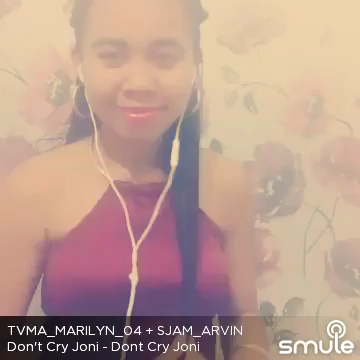 TVMA_MARILYN_04 + SJAM_ARVIN
Don't Cry Joni - Dont Cry Joni
smule